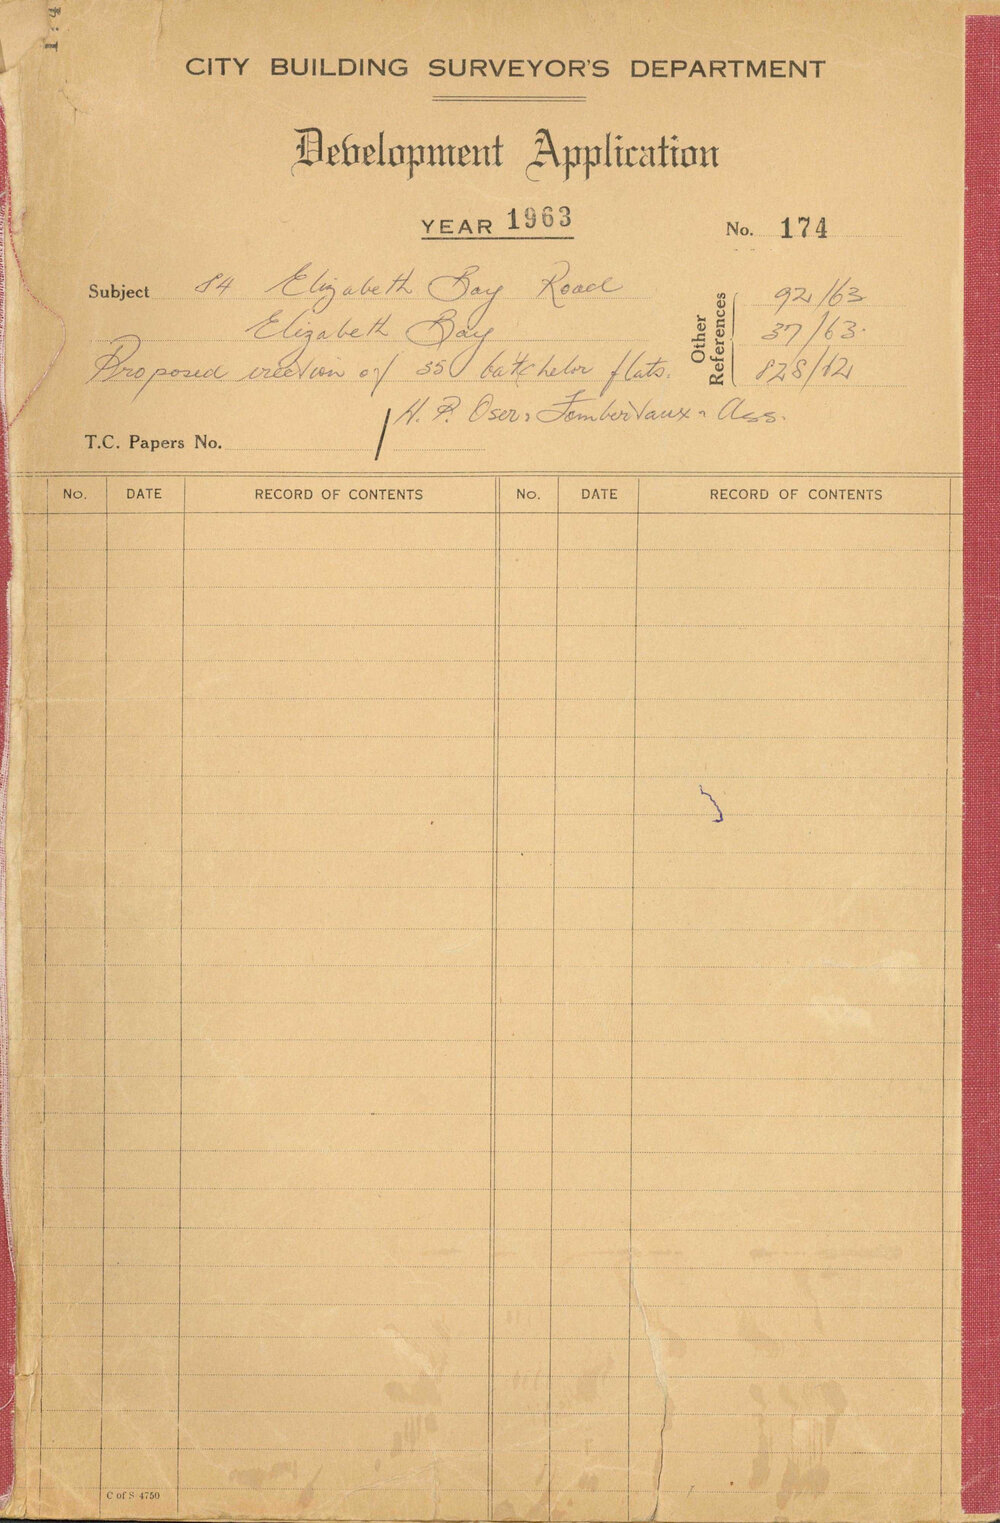 CITY BUILDING SURVEYOR'S DEPARTMENT
Development Application
YEAR 1963
No. 174
Subject 84 Elizabeth Bay Road
Elizabeth Bay
Proposed erection of 55 batchelor flats.
H. P. Oser, Fombertaux & Ass.
Other References
92/63
37/63
828/12
T.C. Papers No. /
No. DATE RECORD OF CONTENTS No. DATE RECORD OF CONTENTS
C of S 4750